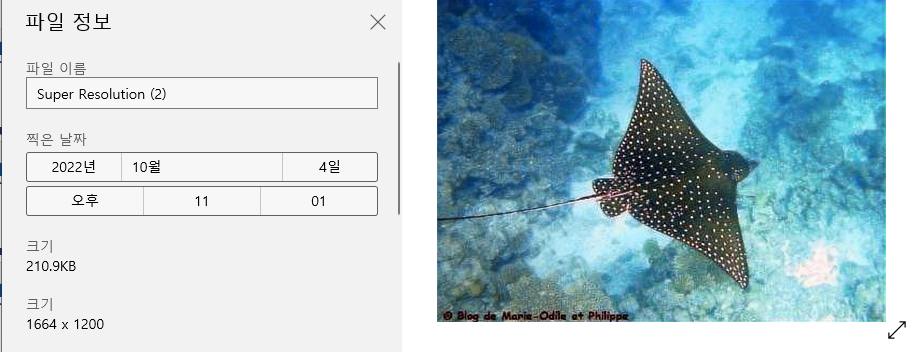 파일 정보
파일 이름
Super Resolution (2)
찍은 날짜
2022년 10월 4일
오후 11 01
크기
210.9KB
크기
1664 x 1200
© Blog de Marie-Odile et Philippe